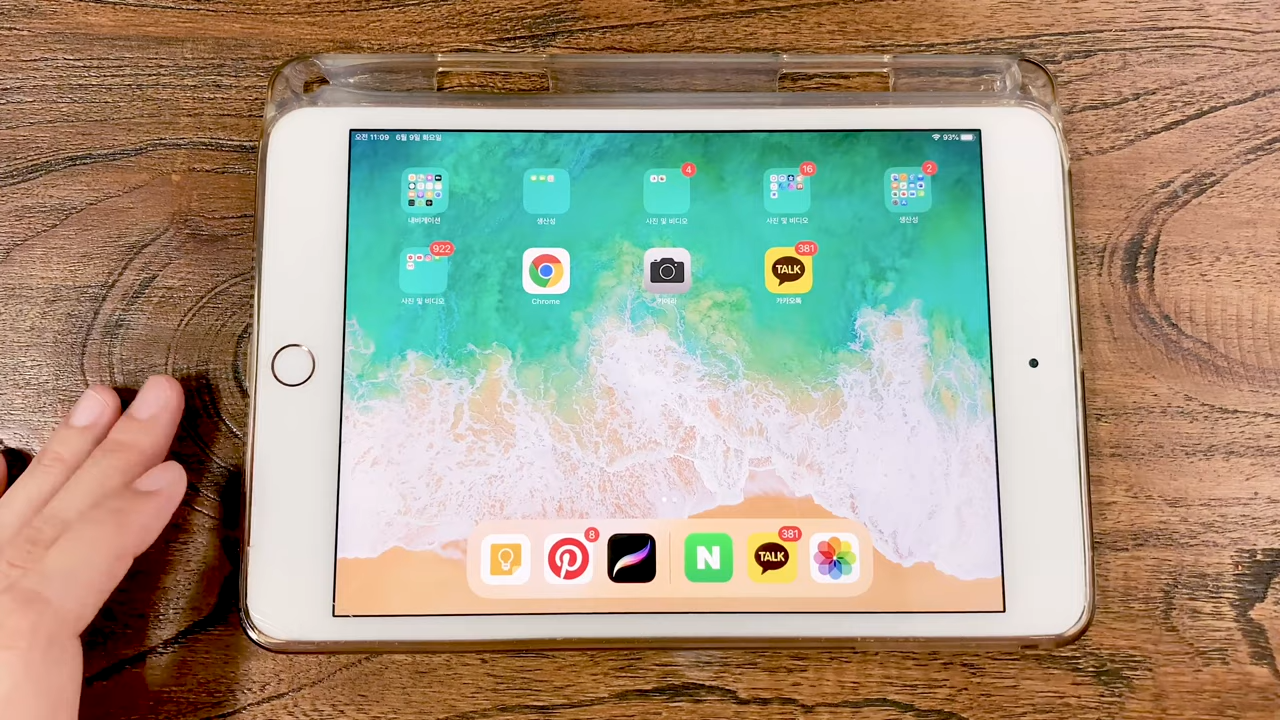 오전 11:09 6월 9일 화요일
93%
4
16
2
내비게이션
생산성
사진 및 비디오
사진 및 비디오
생산성
922
TALK
381
사진 및 비디오
Chrome
카메라
카카오톡
8
N
TALK
381